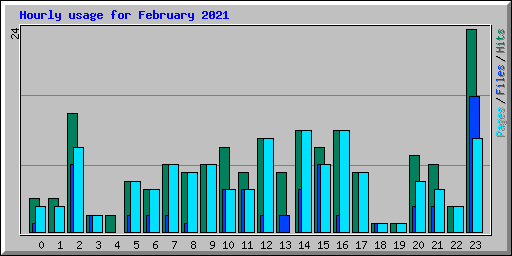 Hourly usage for February 2021
24
Pages / Files / Hits
0 1 2 3 4 5 6 7 8 9 10 11 12 13 14 15 16 17 18 19 20 21 22 23